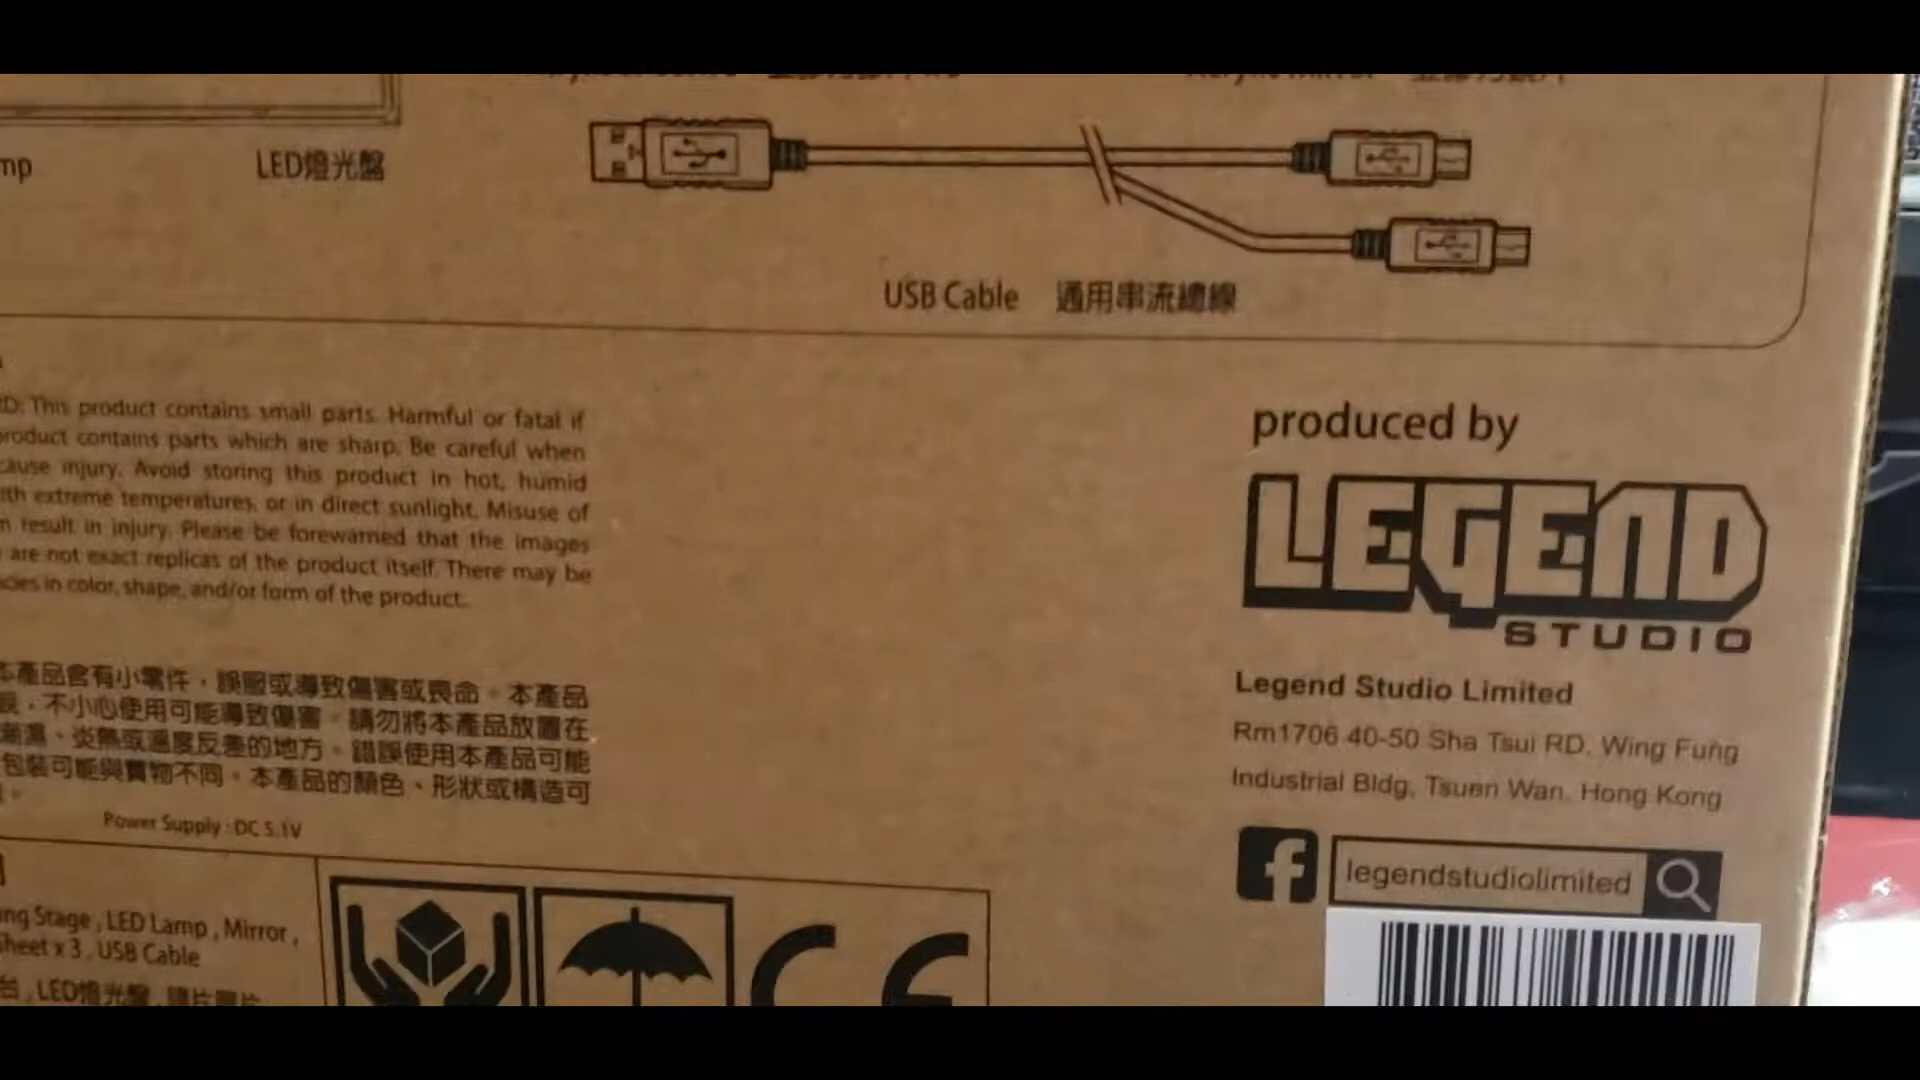 mp
LED燈光盤
USB Cable 通用串流總線
RD: This product contains small parts. Harmful or fatal if
product contains parts which are sharp. Be careful when
cause injury. Avoid storing this product in hot, humid
ith extreme temperatures, or in direct sunlight. Misuse of
n result in injury. Please be forewarned that the images
are not exact replicas of the product itself. There may be
cies in color, shape, and/or form of the product.
本產品含有小零件，誤服或導致傷害或喪命。本產品
，不小心使用可能導致傷害。請勿將本產品放置在
潮濕、炎熱或溫度反差的地方。錯誤使用本產品可能
包裝可能與實物不同。本產品的顏色、形狀或構造可
Power Supply : DC 5.1V
ing Stage , LED Lamp , Mirror ,
Sheet x 3 , USB Cable
台 , LED燈光盤
CE
produced by
LEGEND
STUDIO
Legend Studio Limited
Rm1706 40-50 Sha Tsui RD. Wing Fung
Industrial Bldg, Tsuen Wan. Hong Kong
f legendstudiolimited